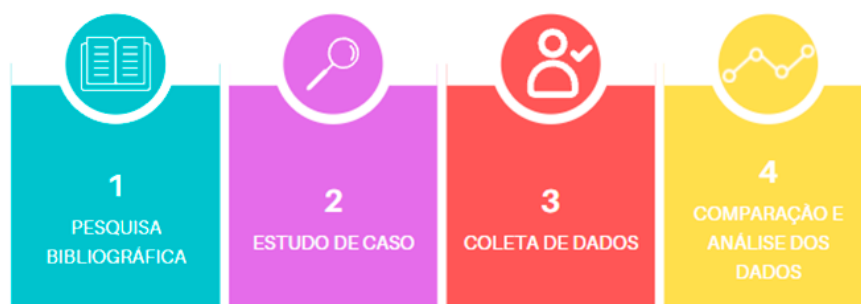 1
PESQUISA
BIBLIOGRÁFICA
2
ESTUDO DE CASO
3
COLETA DE DADOS
4
COMPARAÇÃO E
ANÁLISE DOS
DADOS